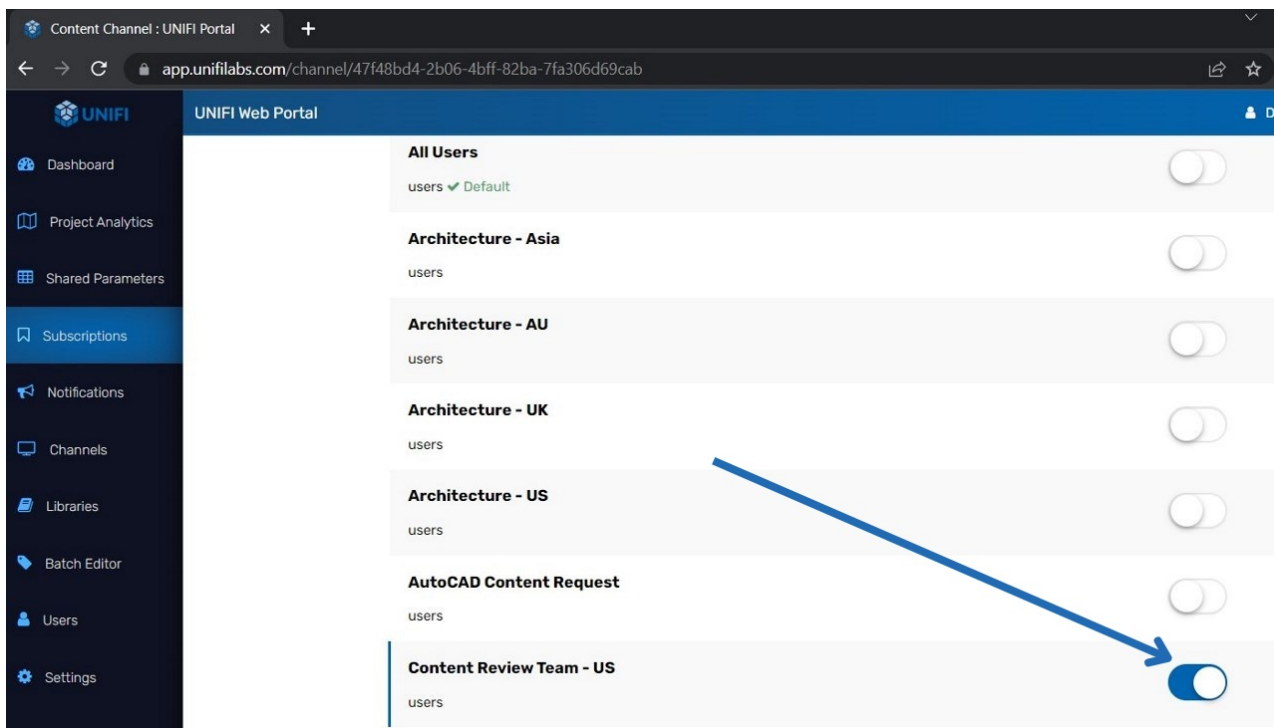 Content Channel : UNIFI Portal
app.unifilabs.com/channel/47f48bd4-2b06-4bff-82ba-7fa306d69cab
UNIFI
UNIFI Web Portal
D
Dashboard
Project Analytics
Shared Parameters
Subscriptions
Notifications
Channels
Libraries
Batch Editor
Users
Settings
All Users
users ✔ Default
Architecture - Asia
users
Architecture - AU
users
Architecture - UK
users
Architecture - US
users
AutoCAD Content Request
users
Content Review Team - US
users